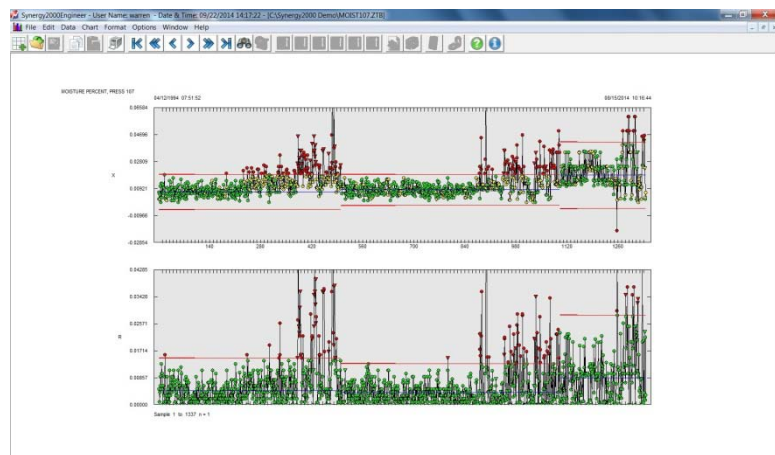 Synergy2000Engineer - User Name: warren - Date & Time: 09/22/2014 14:17:22 - [C:\Synergy2000 Demo\MOIST107.ZTB]
File Edit Data Chart Format Options Window Help
MOISTURE PERCENT, PRESS 107
04/12/1994 07:51:52 08/15/2014 10:16:44
0.06584
0.04696
0.02809
X
0.00921
-0.00966
-0.02854
140 280 420 560 700 840 980 1120 1260
0.04285
0.03428
0.02571
R
0.01714
0.00857
0.00000
Sample 1 to 1337 n = 1